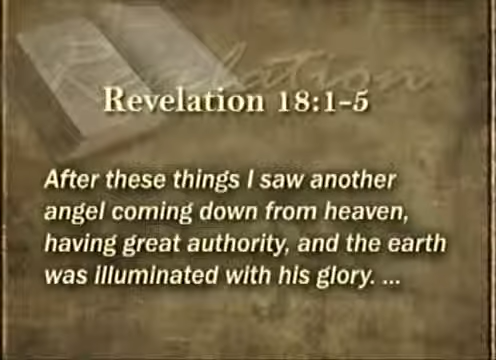 Revelation
Revelation 18:1-5
After these things I saw another
angel coming down from heaven,
having great authority, and the earth
was illuminated with his glory. ...